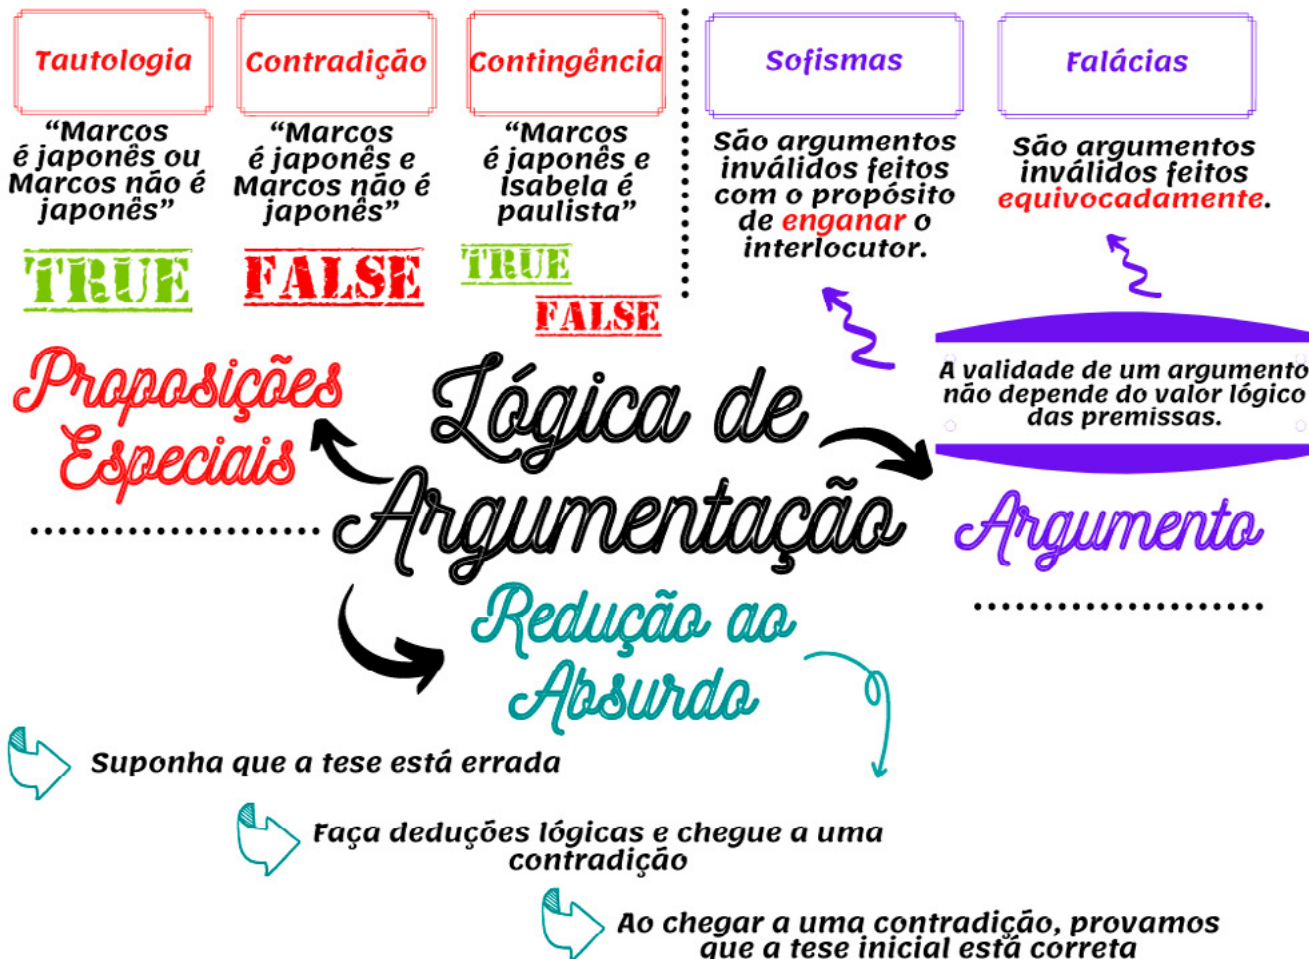 Tautologia
Contradição
Contingência
Sofismas
Falácias
“Marcos
é japonês ou
Marcos não é
japonês”
TRUE
“Marcos
é japonês e
Marcos não é
japonês”
FALSE
“Marcos
é japonês e
Isabela é
paulista”
TRUE
FALSE
São argumentos
inválidos feitos
com o propósito
de enganar o
interlocutor.
São argumentos
inválidos feitos
equivocadamente.
Proposições
Especiais
Lógica de
Argumentação
A validade de um argumento
não depende do valor lógico
das premissas.
Argumento
Redução ao
Absurdo
Suponha que a tese está errada
Faça deduções lógicas e chegue a uma
contradição
Ao chegar a uma contradição, provamos
que a tese inicial está correta